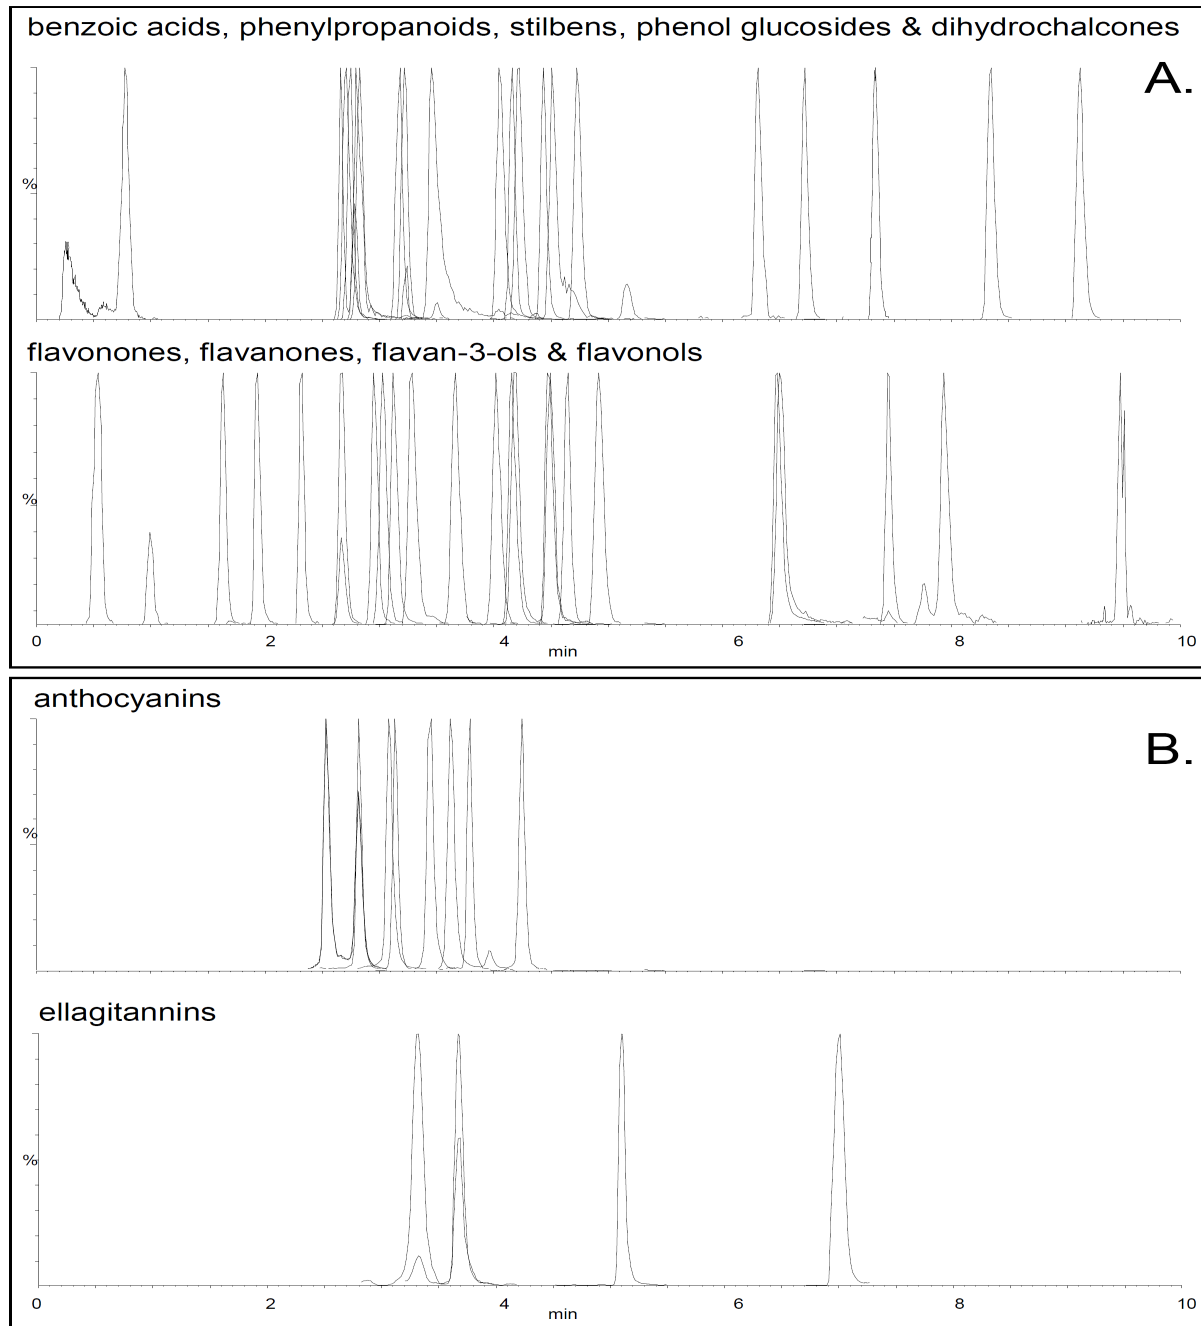 benzoic acids, phenylpropanoids, stilbens, phenol glucosides & dihydrochalcones
A.
%
flavonones, flavanones, flavan-3-ols & flavonols
%
0 2 4 6 8 10
min
anthocyanins
B.
%
ellagitannins
%
0 2 4 6 8 10
min